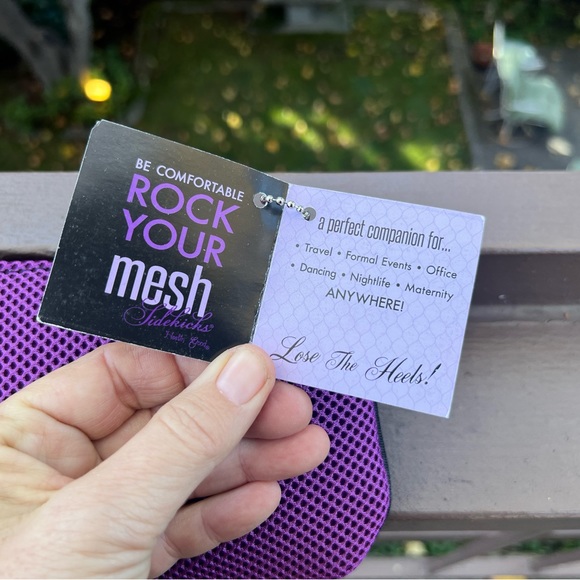 BE COMFORTABLE
ROCK
YOUR
mesh
Sidekicks®
a perfect companion for...
• Travel • Formal Events • Office
• Dancing • Nightlife • Maternity
ANYWHERE!
Lose The Heels!